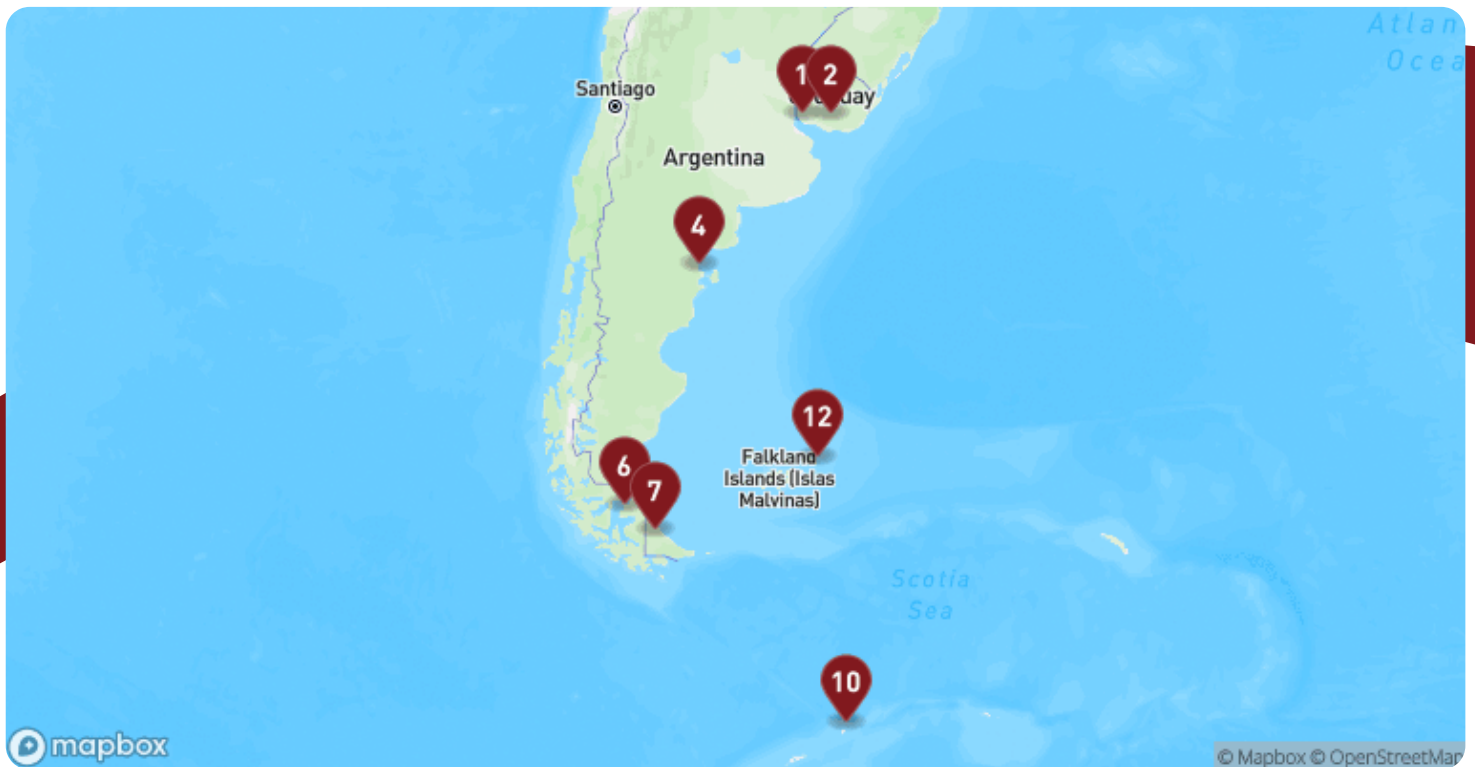 Atlan
Ocea
1
2
Santiago
Argentina
4
12
Falkland
Islands (Islas
Malvinas)
6
7
Scotia
Sea
10
mapbox
© Mapbox © OpenStreetMap